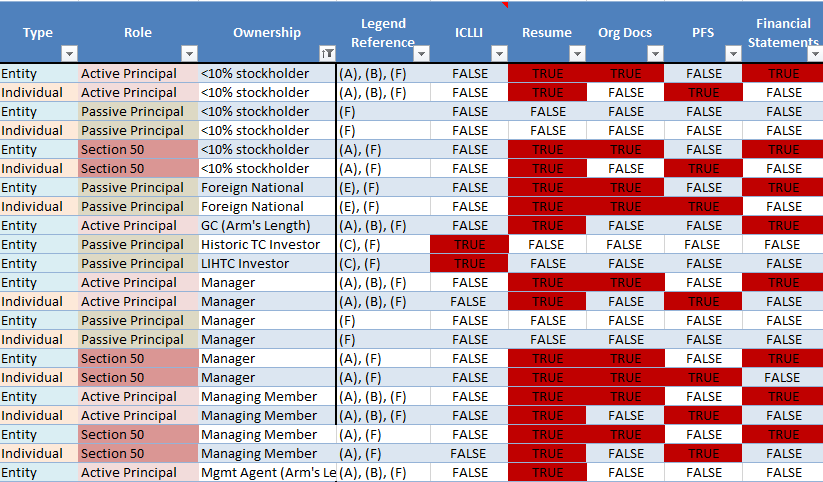 Type Role Ownership Legend Reference ICLLI Resume Org Docs PFS Financial Statements
Entity Active Principal <10% stockholder (A), (B), (F) FALSE TRUE TRUE FALSE TRUE
Individual Active Principal <10% stockholder (A), (B), (F) FALSE TRUE FALSE TRUE FALSE
Entity Passive Principal <10% stockholder (F) FALSE FALSE FALSE FALSE FALSE
Individual Passive Principal <10% stockholder (F) FALSE FALSE FALSE FALSE FALSE
Entity Section 50 <10% stockholder (A), (F) FALSE TRUE TRUE FALSE TRUE
Individual Section 50 <10% stockholder (A), (F) FALSE TRUE FALSE TRUE FALSE
Entity Passive Principal Foreign National (E), (F) FALSE TRUE TRUE FALSE TRUE
Individual Passive Principal Foreign National (E), (F) FALSE TRUE TRUE TRUE FALSE
Entity Active Principal GC (Arm's Length) (A), (B), (F) FALSE TRUE FALSE FALSE TRUE
Entity Passive Principal Historic TC Investor (C), (F) TRUE FALSE FALSE FALSE FALSE
Entity Passive Principal LIHTC Investor (C), (F) TRUE FALSE FALSE FALSE FALSE
Entity Active Principal Manager (A), (B), (F) FALSE TRUE TRUE FALSE TRUE
Individual Active Principal Manager (A), (B), (F) FALSE TRUE FALSE TRUE FALSE
Entity Passive Principal Manager (F) FALSE FALSE FALSE FALSE FALSE
Individual Passive Principal Manager (F) FALSE FALSE FALSE FALSE FALSE
Entity Section 50 Manager (A), (F) FALSE TRUE TRUE FALSE TRUE
Individual Section 50 Manager (A), (F) FALSE TRUE TRUE TRUE FALSE
Entity Active Principal Managing Member (A), (B), (F) FALSE TRUE TRUE FALSE TRUE
Individual Active Principal Managing Member (A), (B), (F) FALSE TRUE FALSE TRUE FALSE
Entity Section 50 Managing Member (A), (F) FALSE TRUE TRUE FALSE TRUE
Individual Section 50 Managing Member (A), (F) FALSE TRUE FALSE TRUE FALSE
Entity Active Principal Mgmt Agent (Arm's Le (A), (B), (F) FALSE TRUE FALSE FALSE FALSE